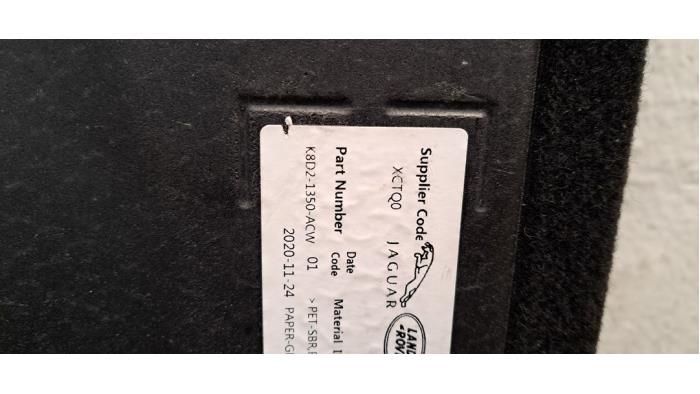 Supplier Code
XCTQ0
JAGUAR
LAND
ROV
Part Number
Date Code
Material I
K8D2-1350-ACW 01
>PET-SBR,
2020-11-24
PAPER-G